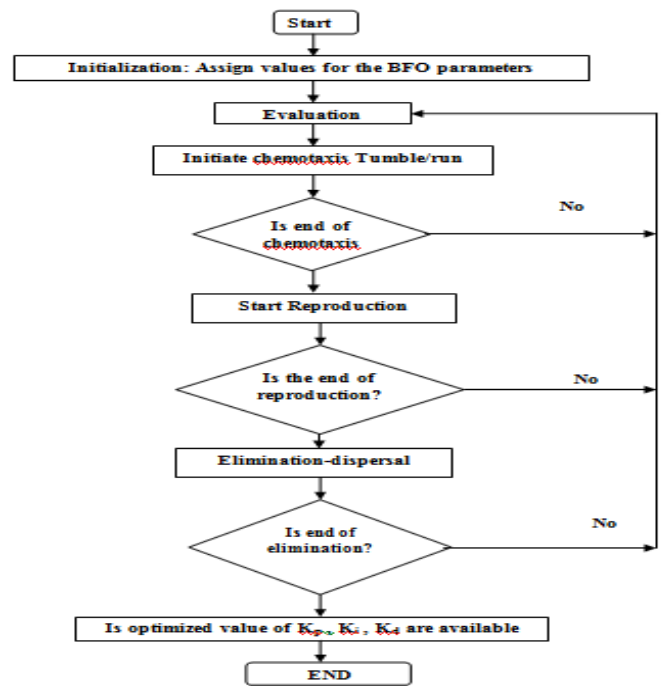 Start
Initialization: Assign values for the BFO parameters
Evaluation
Initiate chemotaxis Tumble/run
Is end of
chemotaxis
No
Start Reproduction
Is the end of
reproduction?
No
Elimination-dispersal
Is end of
elimination?
No
Is optimized value of Kp, Ki, Kd are available
END